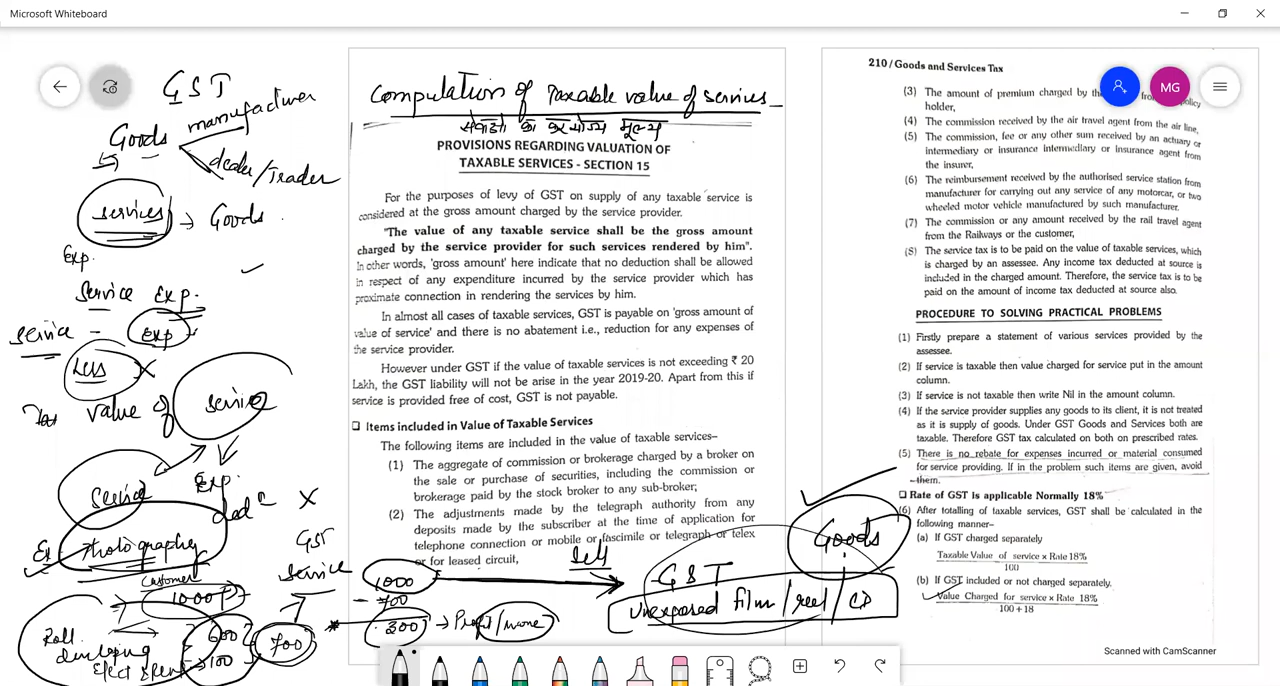 Microsoft Whiteboard
GST
Goods
manufacturer
dealer/Trader
services → Goods
Exp.
Service Exp.
service - Exp
Less X
Tax value of service
service
Exp.
dedn X
Ex Photography
GST
service
Customer
1000
Roll
developing
600
100
700
1000
- 700
300 → Profit/
Sell
GST
Goods
unexposed film/reel/CD
Computation of Taxable value of services
सेवाओं का कर योग्य मूल्य
PROVISIONS REGARDING VALUATION OF
TAXABLE SERVICES - SECTION 15
For the purposes of levy of GST on supply of any taxable service is
considered at the gross amount charged by the service provider.
"The value of any taxable service shall be the gross amount
charged by the service provider for such services rendered by him".
In other words, 'gross amount' here indicate that no deduction shall be allowed
in respect of any expenditure incurred by the service provider which has
proximate connection in rendering the services by him.
In almost all cases of taxable services, GST is payable on 'gross amount of
value of service' and there is no abatement i.e., reduction for any expenses of
the service provider.
However under GST if the value of taxable services is not exceeding ₹ 20
Lakh, the GST liability will not be arise in the year 2019-20. Apart from this if
service is provided free of cost, GST is not payable.
❑ Items included in Value of Taxable Services
The following items are included in the value of taxable services–
(1) The aggregate of commission or brokerage charged by a broker on
the sale or purchase of securities, including the commission or
brokerage paid by the stock broker to any sub-broker;
(2) The adjustments made by the telegraph authority from any
deposits made by the subscriber at the time of application for
telephone connection or mobile or fascimile or telegraph or telex
or for leased circuit,
210/Goods and Services Tax
MG
(3) The amount of premium charged by the policy
holder,
(4) The commission received by the air travel agent from the air line,
(5) The commission, fee or any other sum received by an actuary or
intermediary or insurance intermediary or insurance agent from
the insurer,
(6) The reimbursement received by the authorised service station from
manufacturer for carrying out any service of any motorcar, or two
wheeled motor vehicle manufactured by such manufacturer.
(7) The commission or any amount received by the rail travel agent
from the Railways or the customer,
(8) The service tax is to be paid on the value of taxable services, which
is charged by an assessee. Any income tax deducted at source is
included in the charged amount. Therefore, the service tax is to be
paid on the amount of income tax deducted at source also.
PROCEDURE TO SOLVING PRACTICAL PROBLEMS
(1) Firstly prepare a statement of various services provided by the
assessee.
(2) If service is taxable then value charged for service put in the amount
column.
(3) If service is not taxable then write Nil in the amount column.
(4) If the service provider supplies any goods to its client, it is not treated
as it is supply of goods. Under GST Goods and Services both are
taxable. Therefore GST tax calculated on both on prescribed rates.
(5) There is no rebate for expenses incurred or material consumed
for service providing. If in the problem such items are given, avoid
them.
❑ Rate of GST is applicable Normally 18%
(6) After totalling of taxable services, GST shall be calculated in the
following manner–
(a) If GST charged separately
Taxable Value of service x Rate 18%
100
(b) If GST included or not charged separately.
Value Charged for service x Rate 18%
100 + 18
Scanned with CamScanner